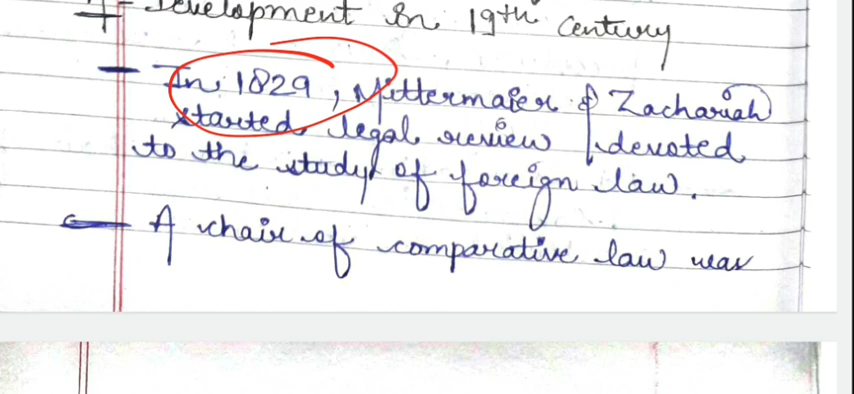 Development in 19th century
- In 1829, Mittermaier & Zachariah
started legal review devoted
to the study of foreign law.
- A chair of comparative law was